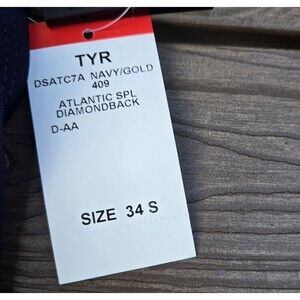 TYR
DSATC7A NAVY/GOLD
409
ATLANTIC SPL
DIAMONDBACK
D-AA
SIZE 34 S